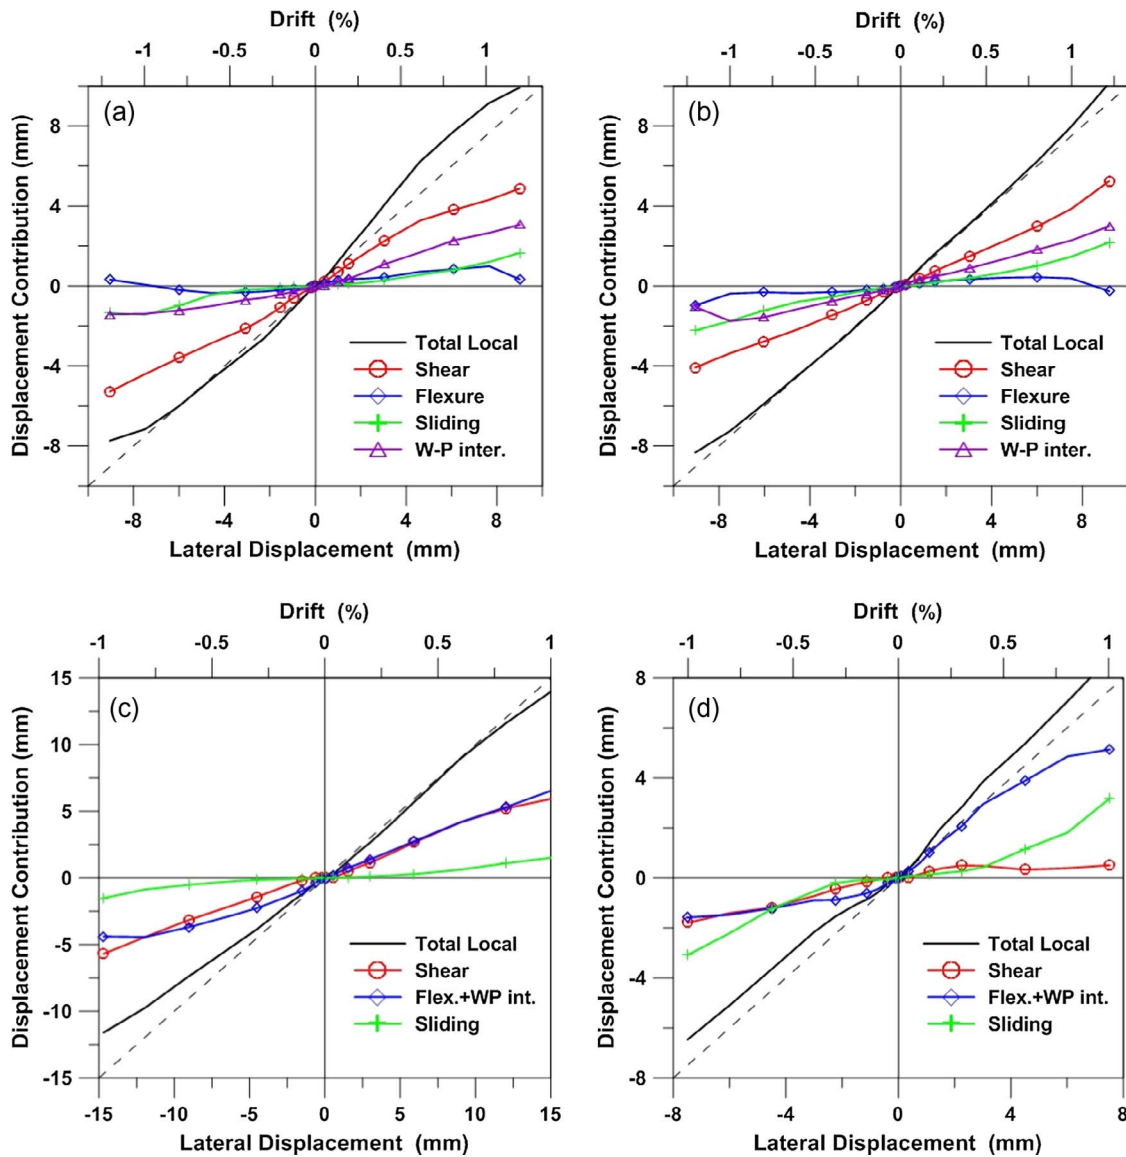 Drift (%)
-1 -0.5 0 0.5 1
(a)
8
4
0
-4
-8
Displacement Contribution (mm)
Total Local
Shear
Flexure
Sliding
W-P inter.
-8 -4 0 4 8
Lateral Displacement (mm)
Drift (%)
-1 -0.5 0 0.5 1
(b)
8
4
0
-4
-8
Displacement Contribution (mm)
Total Local
Shear
Flexure
Sliding
W-P inter.
-8 -4 0 4 8
Lateral Displacement (mm)
Drift (%)
-1 -0.5 0 0.5 1
(c)
15
10
5
0
-5
-10
-15
Displacement Contribution (mm)
Total Local
Shear
Flex.+WP int.
Sliding
-15 -10 -5 0 5 10 15
Lateral Displacement (mm)
Drift (%)
-1 -0.5 0 0.5 1
(d)
8
4
0
-4
-8
Displacement Contribution (mm)
Total Local
Shear
Flex.+WP int.
Sliding
-8 -4 0 4 8
Lateral Displacement (mm)